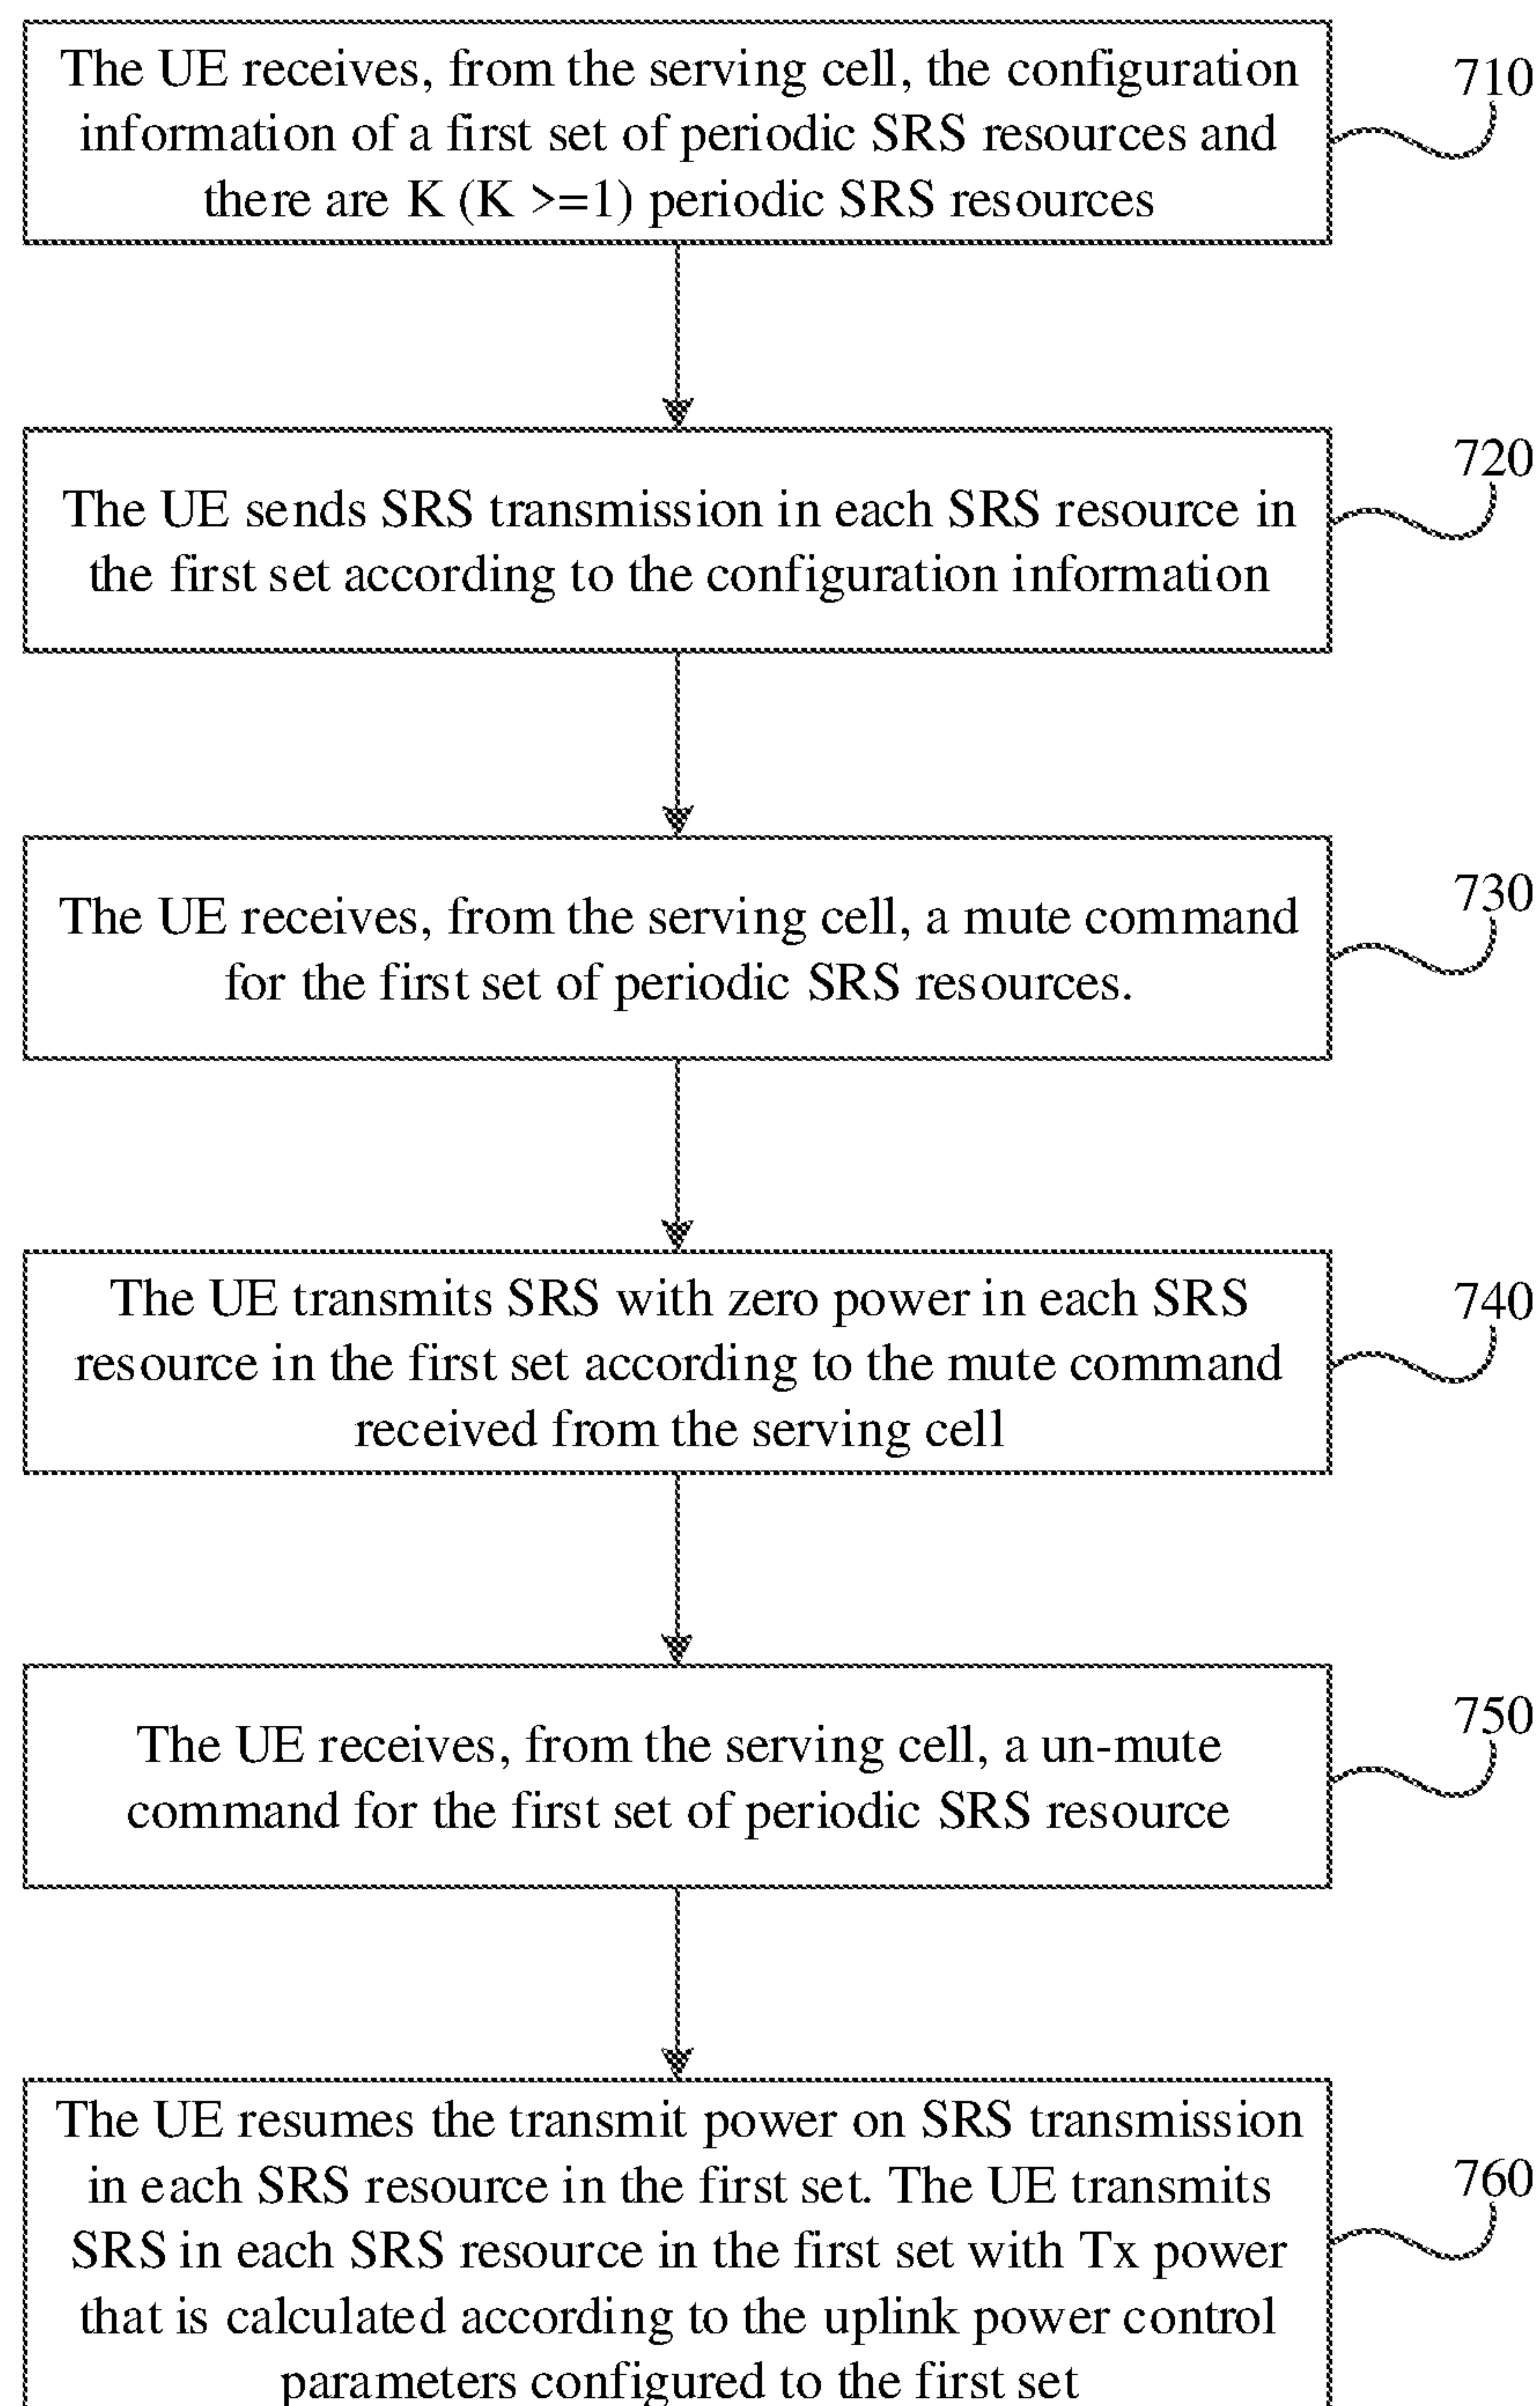 The UE receives, from the serving cell, the configuration
information of a first set of periodic SRS resources and
there are K (K >=1) periodic SRS resources
710
The UE sends SRS transmission in each SRS resource in
the first set according to the configuration information
720
The UE receives, from the serving cell, a mute command
for the first set of periodic SRS resources.
730
The UE transmits SRS with zero power in each SRS
resource in the first set according to the mute command
received from the serving cell
740
The UE receives, from the serving cell, a un-mute
command for the first set of periodic SRS resource
750
The UE resumes the transmit power on SRS transmission
in each SRS resource in the first set. The UE transmits
SRS in each SRS resource in the first set with Tx power
that is calculated according to the uplink power control
parameters configured to the first set
760